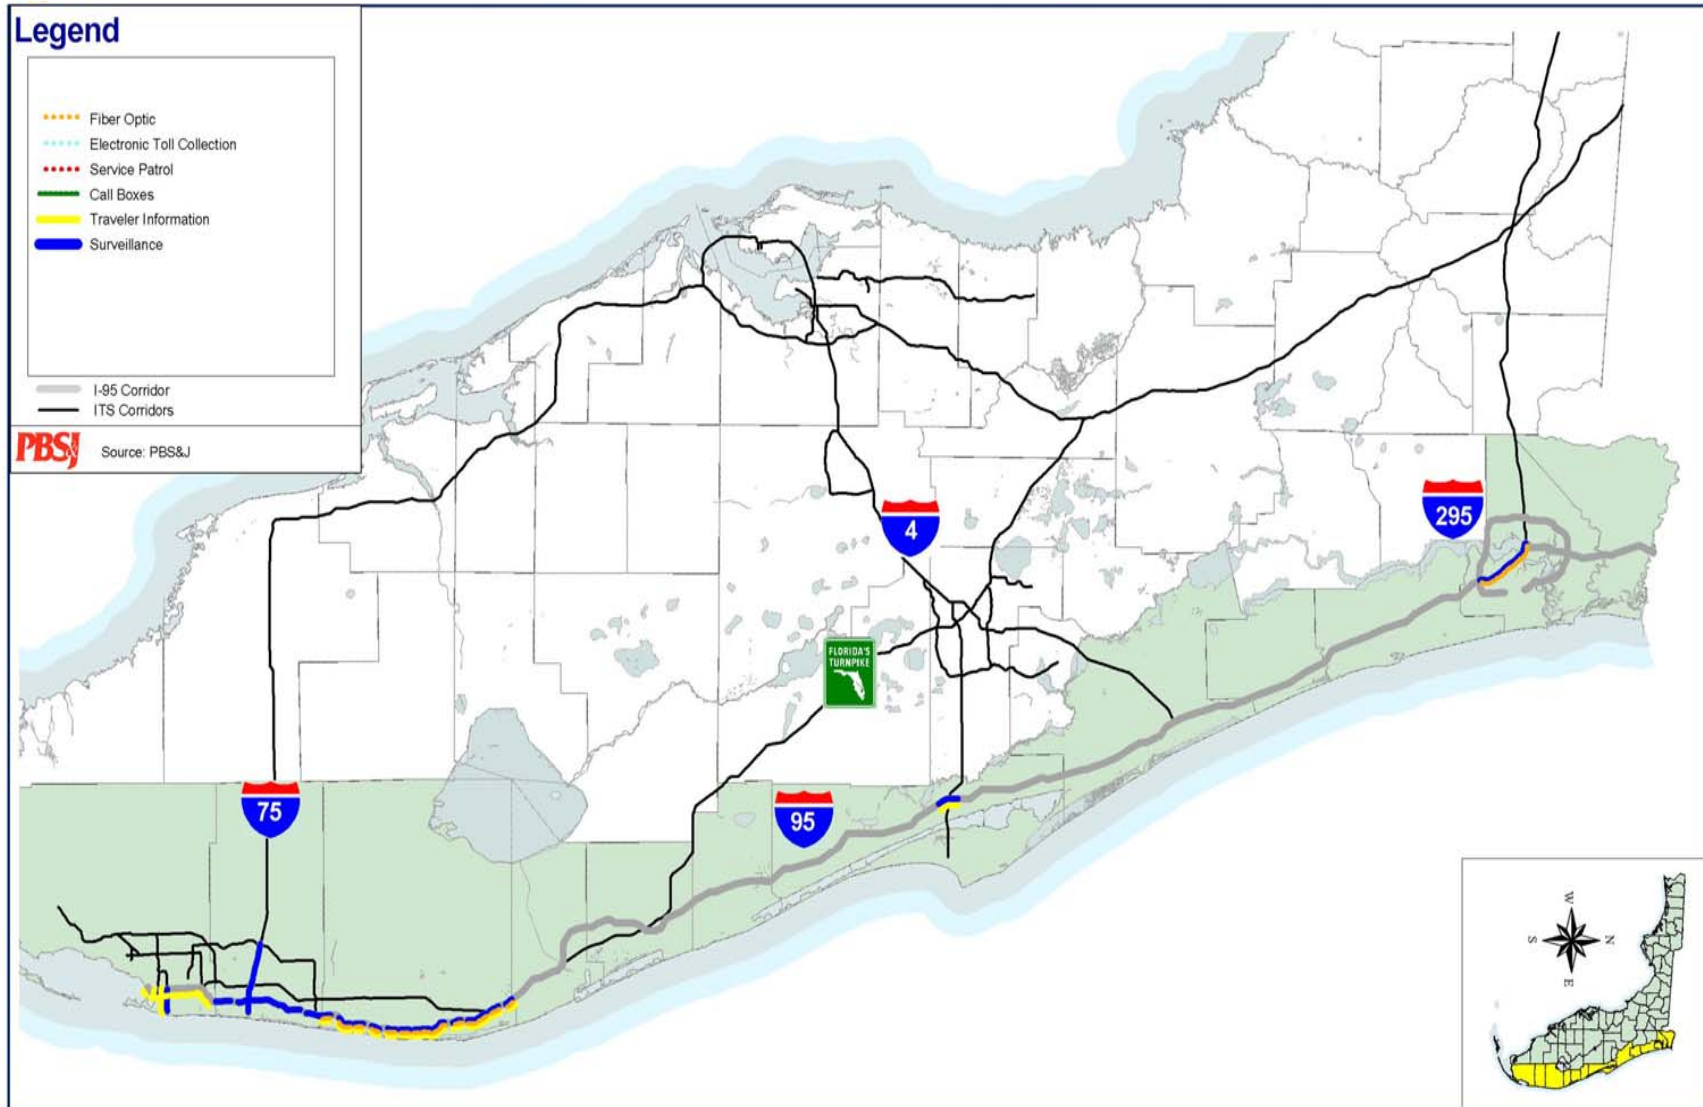 Legend
Fiber Optic
Electronic Toll Collection
Service Patrol
Call Boxes
Traveler Information
Surveillance
I-95 Corridor
ITS Corridors
PBSJ
Source: PBS&J
295
4
FLORIDA'S
TURNPIKE
75
95
W
S
N
E